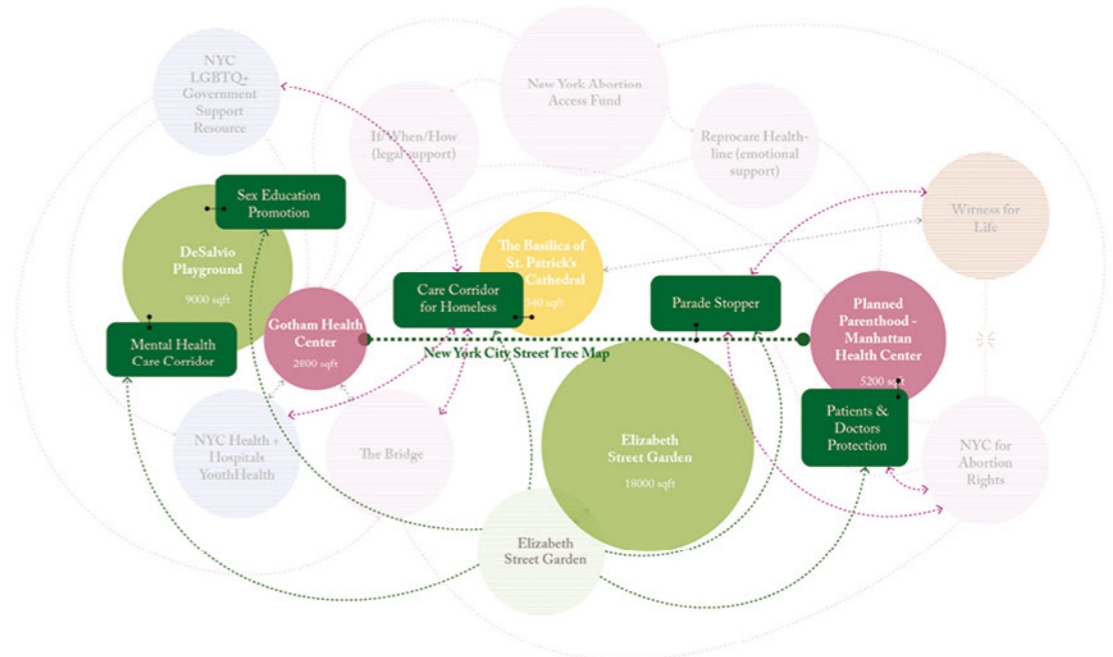 NYC
LGBTQ+
Government
Support
Resource
New York Abortion
Access Fund
If/When/How
(legal support)
Reprocare Health-
line (emotional
support)
Witness for
Life
Sex Education
Promotion
DeSalvio
Playground
9000 sqft
Mental Health
Care Corridor
Gotham Health
Center
2800 sqft
The Basilica of
St. Patrick's
Cathedral
340 sqft
Care Corridor
for Homeless
New York City Street Tree Map
Parade Stopper
Planned
Parenthood -
Manhattan
Health Center
5200 sqft
Patients &
Doctors
Protection
NYC Health +
Hospitals
YouthHealth
The Bridge
Elizabeth
Street Garden
18000 sqft
Elizabeth
Street Garden
NYC for
Abortion
Rights